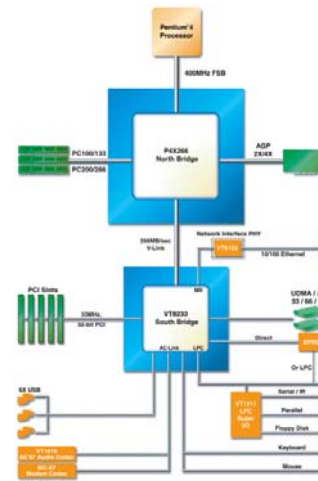 Pentium®4
Processor
400MHz FSB
P4X266
North Bridge
PC100/133
PC200/266
AGP
2X/4X
266MB/sec
V-Link
Network Interface PHY
10/100 Ethernet
MII
VT8233
South Bridge
PCI Slots
33MHz,
32-bit PCI
UDMA /
33 / 66 /
Direct
AC-Link
LPC
Or LPC
6X USB
VT1211
LPC
Super
I/O
Serial / IR
Parallel
Floppy Disk
Keyboard
Mouse
AC'97 Audio Codec
MC-97
Modem Codec